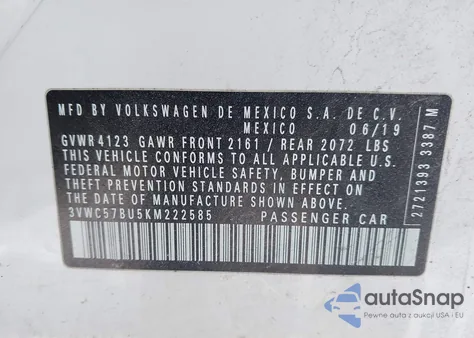 MFD BY VOLKSWAGEN DE MEXICO S.A. DE C.V.
MEXICO 06/19
GVWR 4123 GAWR FRONT 2161 / REAR 2072 LBS
THIS VEHICLE CONFORMS TO ALL APPLICABLE
FEDERAL MOTOR VEHICLE SAFETY, BUMPER AND
THEFT PREVENTION STANDARDS IN EFFECT ON
THE DATE OF MANUFACTURE SHOWN ABOVE.
3VWC57BU5KM222585 PASSENGER CAR
2721393 3387 M
autoSnap
Pewne auta z aukcji USA i EU